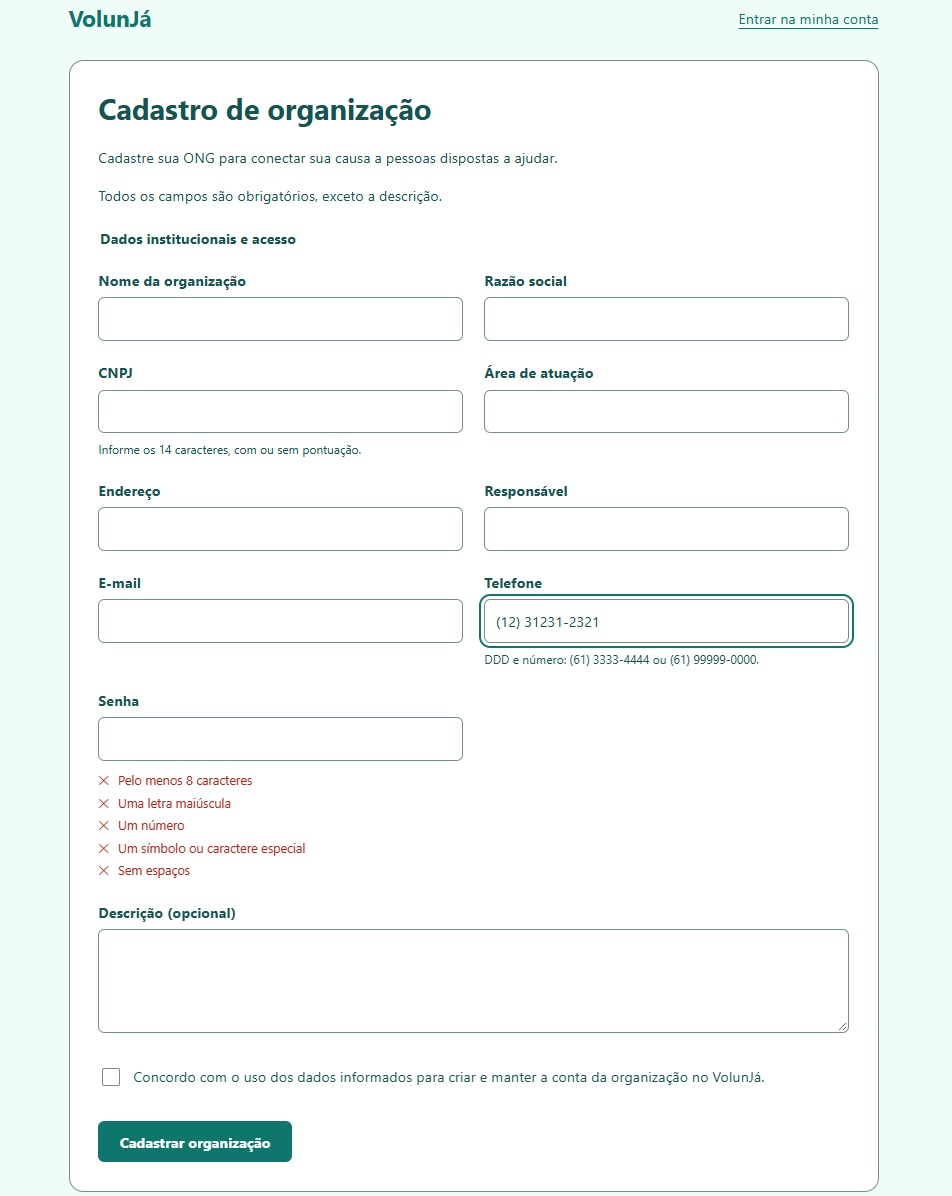 VolunJá
Entrar na minha conta
Cadastro de organização
Cadastre sua ONG para conectar sua causa a pessoas dispostas a ajudar.
Todos os campos são obrigatórios, exceto a descrição.
Dados institucionais e acesso
Nome da organização
Razão social
CNPJ
Área de atuação
Informe os 14 caracteres, com ou sem pontuação.
Endereço
Responsável
E-mail
Telefone
(12) 31231-2321
DDD e número: (61) 3333-4444 ou (61) 99999-0000.
Senha
Pelo menos 8 caracteres
Uma letra maiúscula
Um número
Um símbolo ou caractere especial
Sem espaços
Descrição (opcional)
Concordo com o uso dos dados informados para criar e manter a conta da organização no VolunJá.
Cadastrar organização